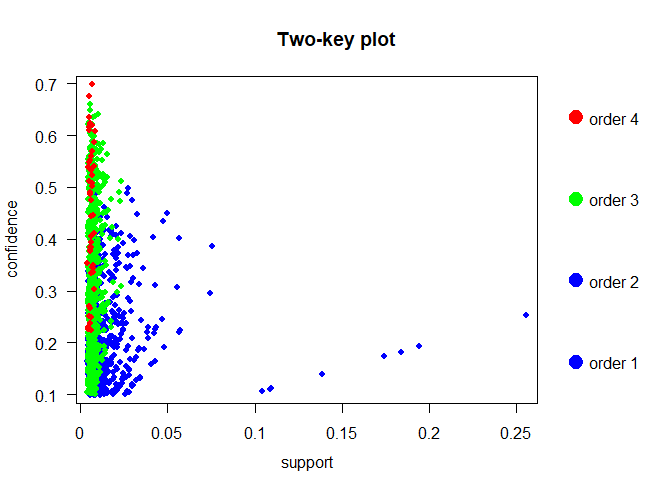 Two-key plot
confidence
0.7
0.6
0.5
0.4
0.3
0.2
0.1
0
0.05
0.1
0.15
0.2
0.25
support
order 4
order 3
order 2
order 1